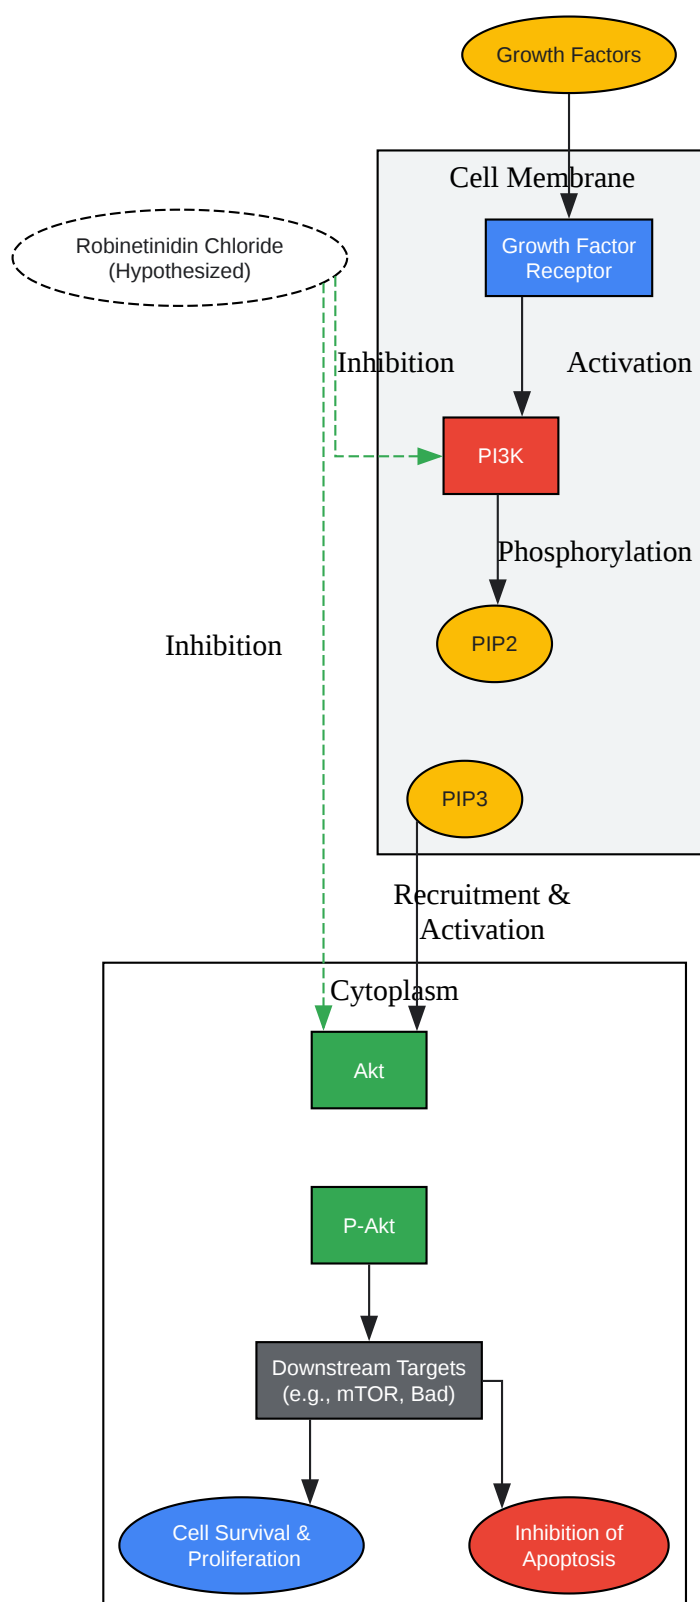 Growth Factors
Cell Membrane
Robinetinidin Chloride
(Hypothesized)
Growth Factor
Receptor
Inhibition
Activation
PI3K
Phosphorylation
Inhibition
PIP2
PIP3
Recruitment &
Activation
Cytoplasm
Akt
P-Akt
Downstream Targets
(e.g., mTOR, Bad)
Cell Survival &
Proliferation
Inhibition of
Apoptosis